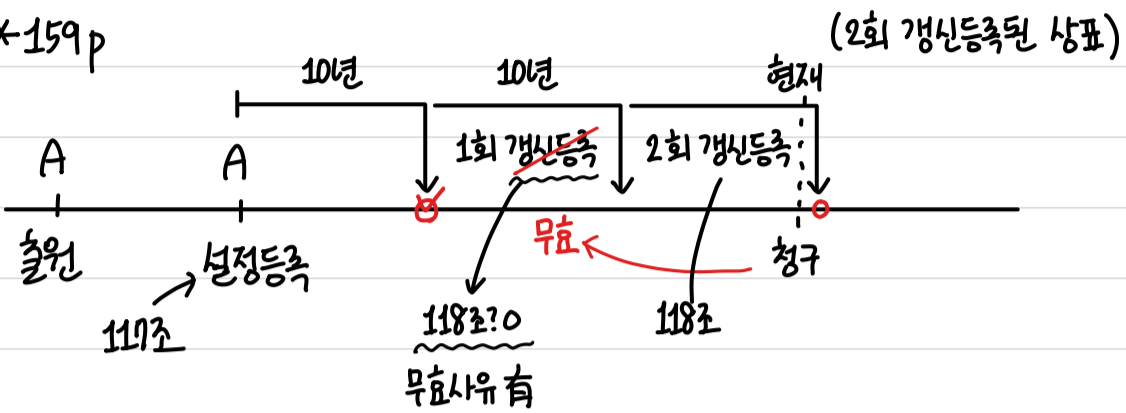 ←159p
(2회 갱신등록된 상표)
10년 10년 현재
A A 1회 갱신등록 2회 갱신등록
출원 설정등록 무효 청구
117조 118조?O 118조
무효사유 有